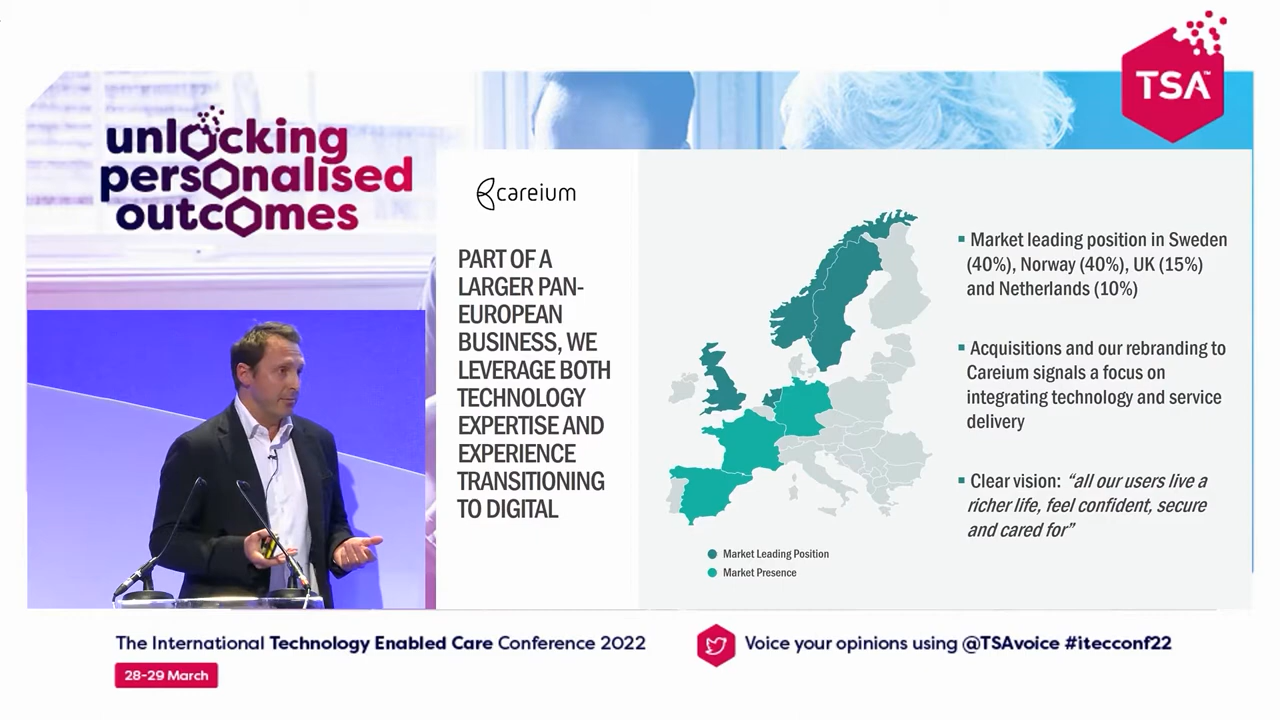 TSA™
unlocking
personalised
outcomes
careium
PART OF A
LARGER PAN-
EUROPEAN
BUSINESS, WE
LEVERAGE BOTH
TECHNOLOGY
EXPERTISE AND
EXPERIENCE
TRANSITIONING
TO DIGITAL
Market Leading Position
Market Presence
▪ Market leading position in Sweden
(40%), Norway (40%), UK (15%)
and Netherlands (10%)
▪ Acquisitions and our rebranding to
Careium signals a focus on
integrating technology and service
delivery
▪ Clear vision: “all our users live a
richer life, feel confident, secure
and cared for”
The International Technology Enabled Care Conference 2022
28-29 March
Voice your opinions using @TSAvoice #itecconf22